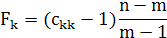 Fₖ = (cₖₖ − 1) n − m / m − 1